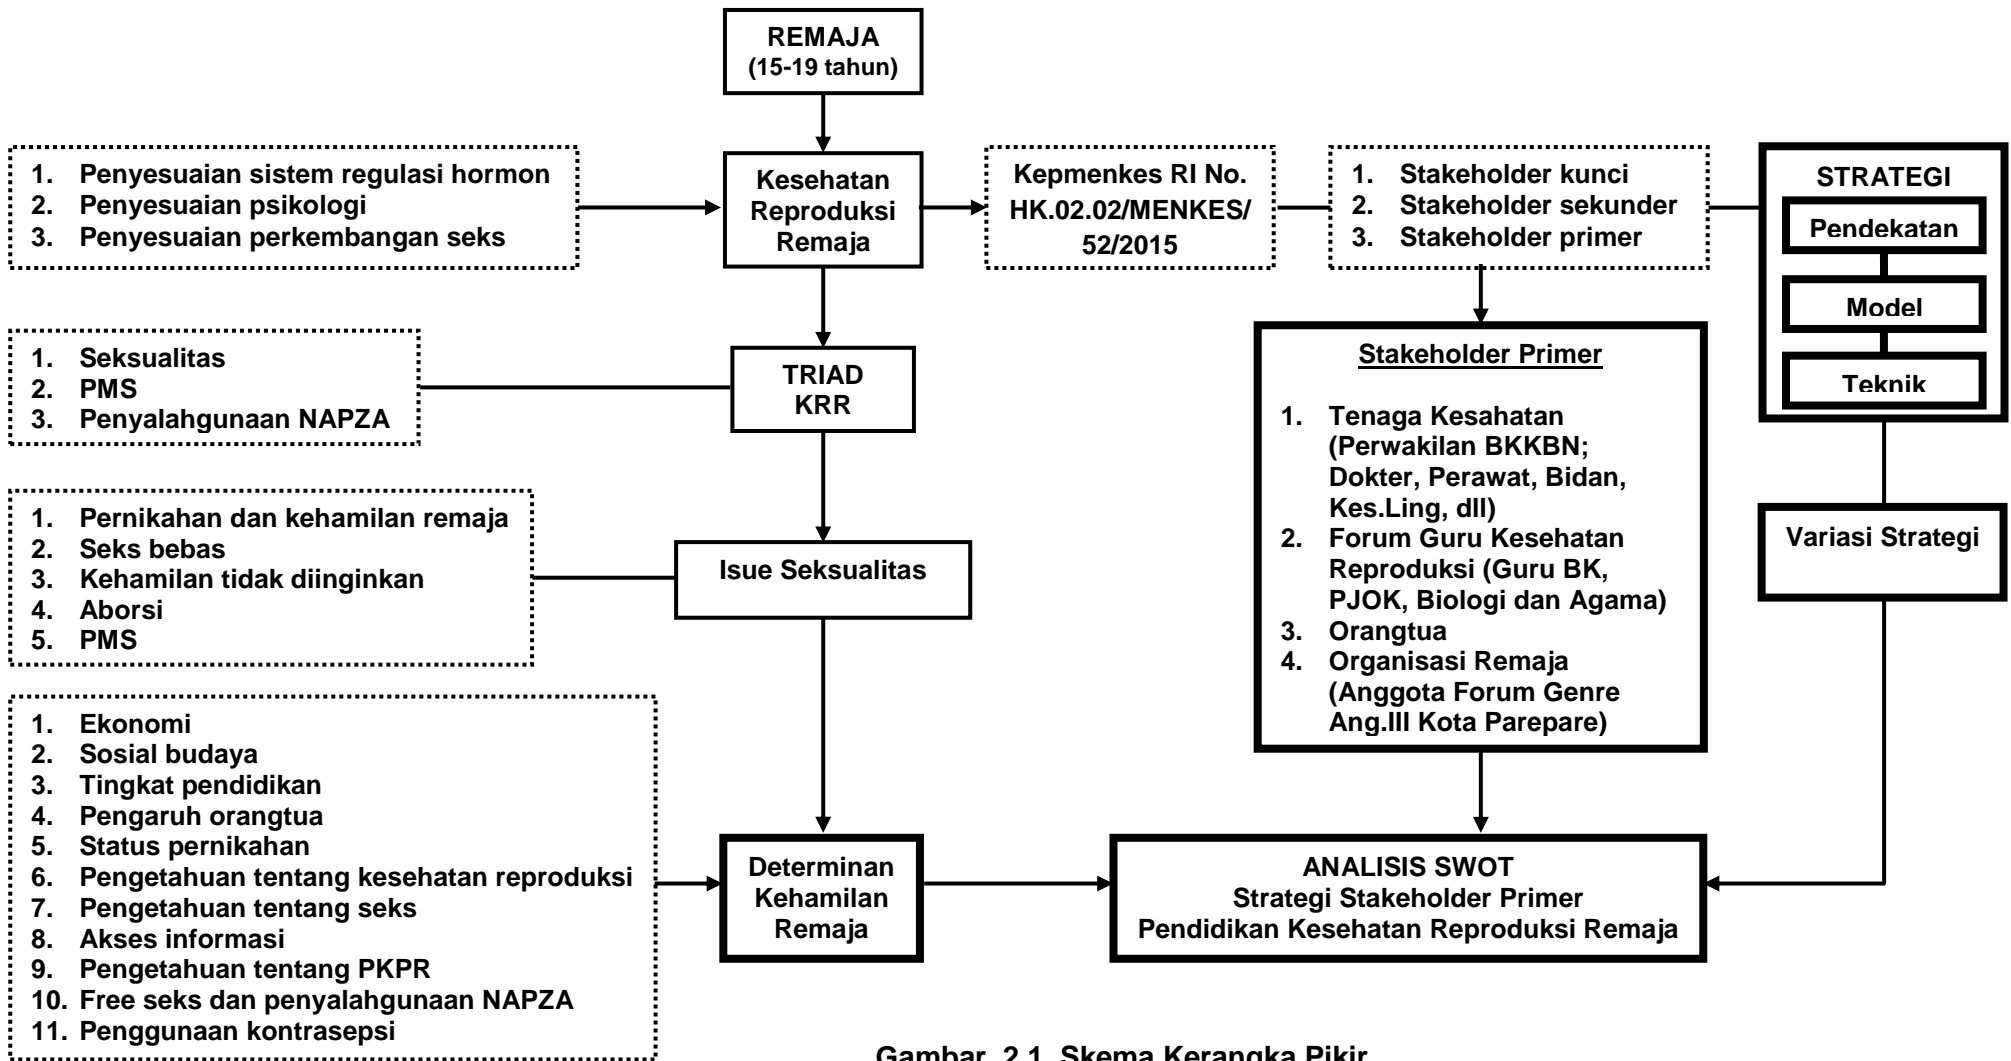 REMAJA
(15-19 tahun)
1. Penyesuaian sistem regulasi hormon
2. Penyesuaian psikologi
3. Penyesuaian perkembangan seks
Kesehatan
Reproduksi
Remaja
Kepmenkes RI No.
HK.02.02/MENKES/
52/2015
1. Stakeholder kunci
2. Stakeholder sekunder
3. Stakeholder primer
STRATEGI
Pendekatan
Model
Teknik
1. Seksualitas
2. PMS
3. Penyalahgunaan NAPZA
TRIAD
KRR
Stakeholder Primer
1. Tenaga Kesahatan
(Perwakilan BKKBN;
Dokter, Perawat, Bidan,
Kes.Ling, dll)
2. Forum Guru Kesehatan
Reproduksi (Guru BK,
PJOK, Biologi dan Agama)
3. Orangtua
4. Organisasi Remaja
(Anggota Forum Genre
Ang.III Kota Parepare)
1. Pernikahan dan kehamilan remaja
2. Seks bebas
3. Kehamilan tidak diinginkan
4. Aborsi
5. PMS
Isue Seksualitas
Variasi Strategi
1. Ekonomi
2. Sosial budaya
3. Tingkat pendidikan
4. Pengaruh orangtua
5. Status pernikahan
6. Pengetahuan tentang kesehatan reproduksi
7. Pengetahuan tentang seks
8. Akses informasi
9. Pengetahuan tentang PKPR
10. Free seks dan penyalahgunaan NAPZA
11. Penggunaan kontrasepsi
Determinan
Kehamilan
Remaja
ANALISIS SWOT
Strategi Stakeholder Primer
Pendidikan Kesehatan Reproduksi Remaja
Gambar 2.1. Skema Kerangka Pikir